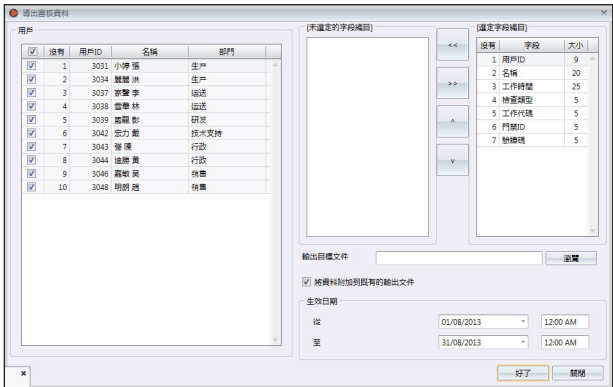 導出審核資料
用戶
沒有 用戶ID 名稱 部門
1 3031 小婷 張 生产
2 3034 麗麗 洪 生产
3 3037 家聲 李 运送
4 3038 雪華 林 运送
5 3039 國龍 彭 研发
6 3042 宏力 戴 技术支持
7 3043 強 陳 行政
8 3044 迪勝 黄 行政
9 3046 嘉敏 吴 销售
10 3048 明朗 趙 销售
[未選定的字段編目]
<<
>>
^
v
[選定字段編目]
沒有 字段 大小
1 用戶ID 9
2 名稱 20
3 工作時間 25
4 檢查類型 5
5 工作代碼 5
6 門禁ID 5
7 驗證碼 5
輸出目標文件 瀏覽
將資料附加到既有的輸出文件
生效日期
從 01/08/2013 12:00 AM
至 31/08/2013 12:00 AM
好了 關閉